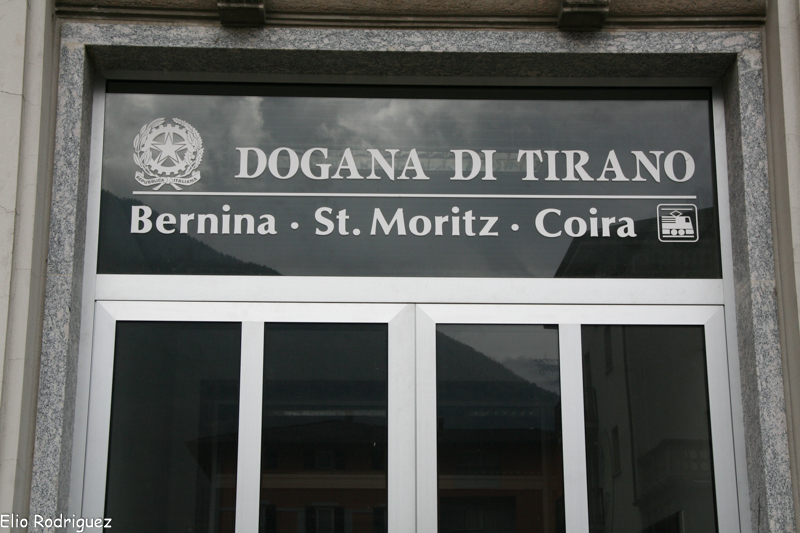 DOGANA DI TIRANO
Bernina · St. Moritz · Coira
Elio Rodriguez